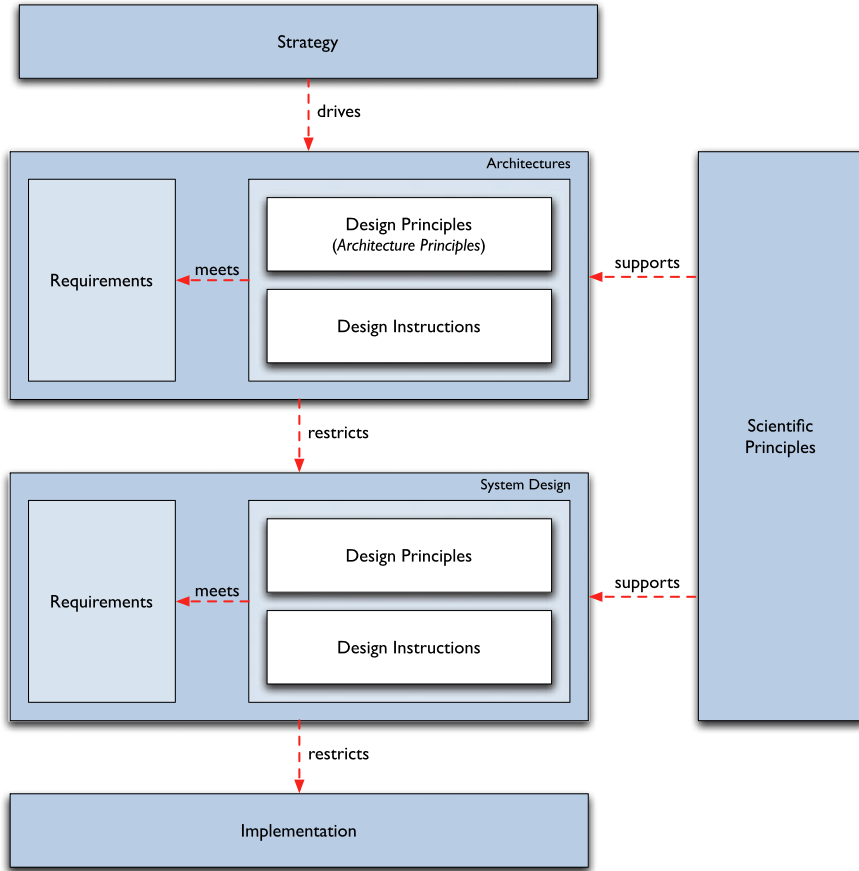 Strategy
drives
Architectures
Design Principles
(Architecture Principles)
meets
Requirements
Design Instructions
supports
restricts
Scientific
Principles
System Design
Design Principles
meets
Requirements
Design Instructions
supports
restricts
Implementation